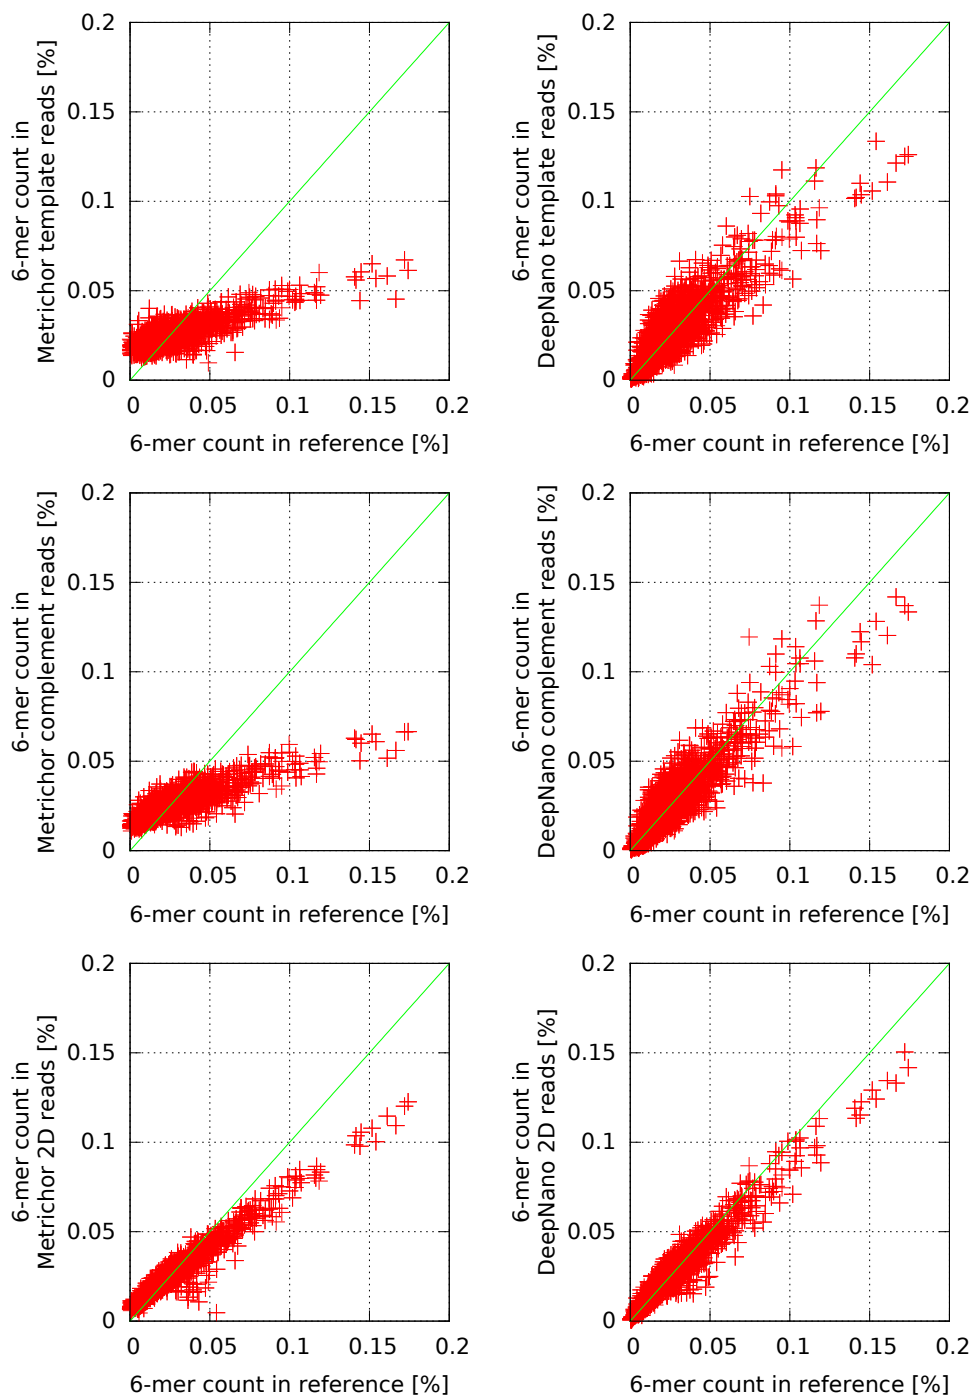 6-mer count in
Metrichor template reads [%]
0.2
0.15
0.1
0.05
0
0 0.05 0.1 0.15 0.2
6-mer count in reference [%]
6-mer count in
DeepNano template reads [%]
0.2
0.15
0.1
0.05
0
0 0.05 0.1 0.15 0.2
6-mer count in reference [%]
6-mer count in
Metrichor complement reads [%]
0.2
0.15
0.1
0.05
0
0 0.05 0.1 0.15 0.2
6-mer count in reference [%]
6-mer count in
DeepNano complement reads [%]
0.2
0.15
0.1
0.05
0
0 0.05 0.1 0.15 0.2
6-mer count in reference [%]
6-mer count in
Metrichor 2D reads [%]
0.2
0.15
0.1
0.05
0
0 0.05 0.1 0.15 0.2
6-mer count in reference [%]
6-mer count in
DeepNano 2D reads [%]
0.2
0.15
0.1
0.05
0
0 0.05 0.1 0.15 0.2
6-mer count in reference [%]